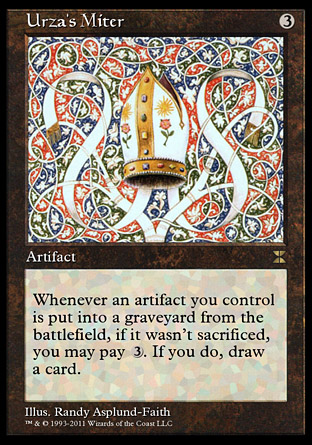 Urza's Miter 3
Artifact
Whenever an artifact you control
is put into a graveyard from the
battlefield, if it wasn't sacrificed,
you may pay 3. If you do, draw
a card.
Illus. Randy Asplund-Faith
™ & © 1993-2011 Wizards of the Coast LLC